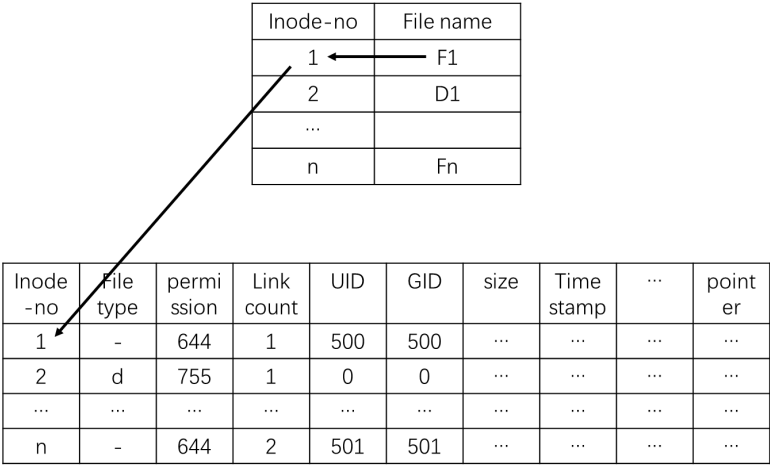 Inode-no File name
1 F1
2 D1
...
n Fn
Inode File permi Link UID GID size Time ... point
-no type ssion count stamp er
1 - 644 1 500 500 ... ... ... ...
2 d 755 1 0 0 ... ... ... ...
... ... ... ... ... ... ... ... ... ...
n - 644 2 501 501 ... ... ... ...